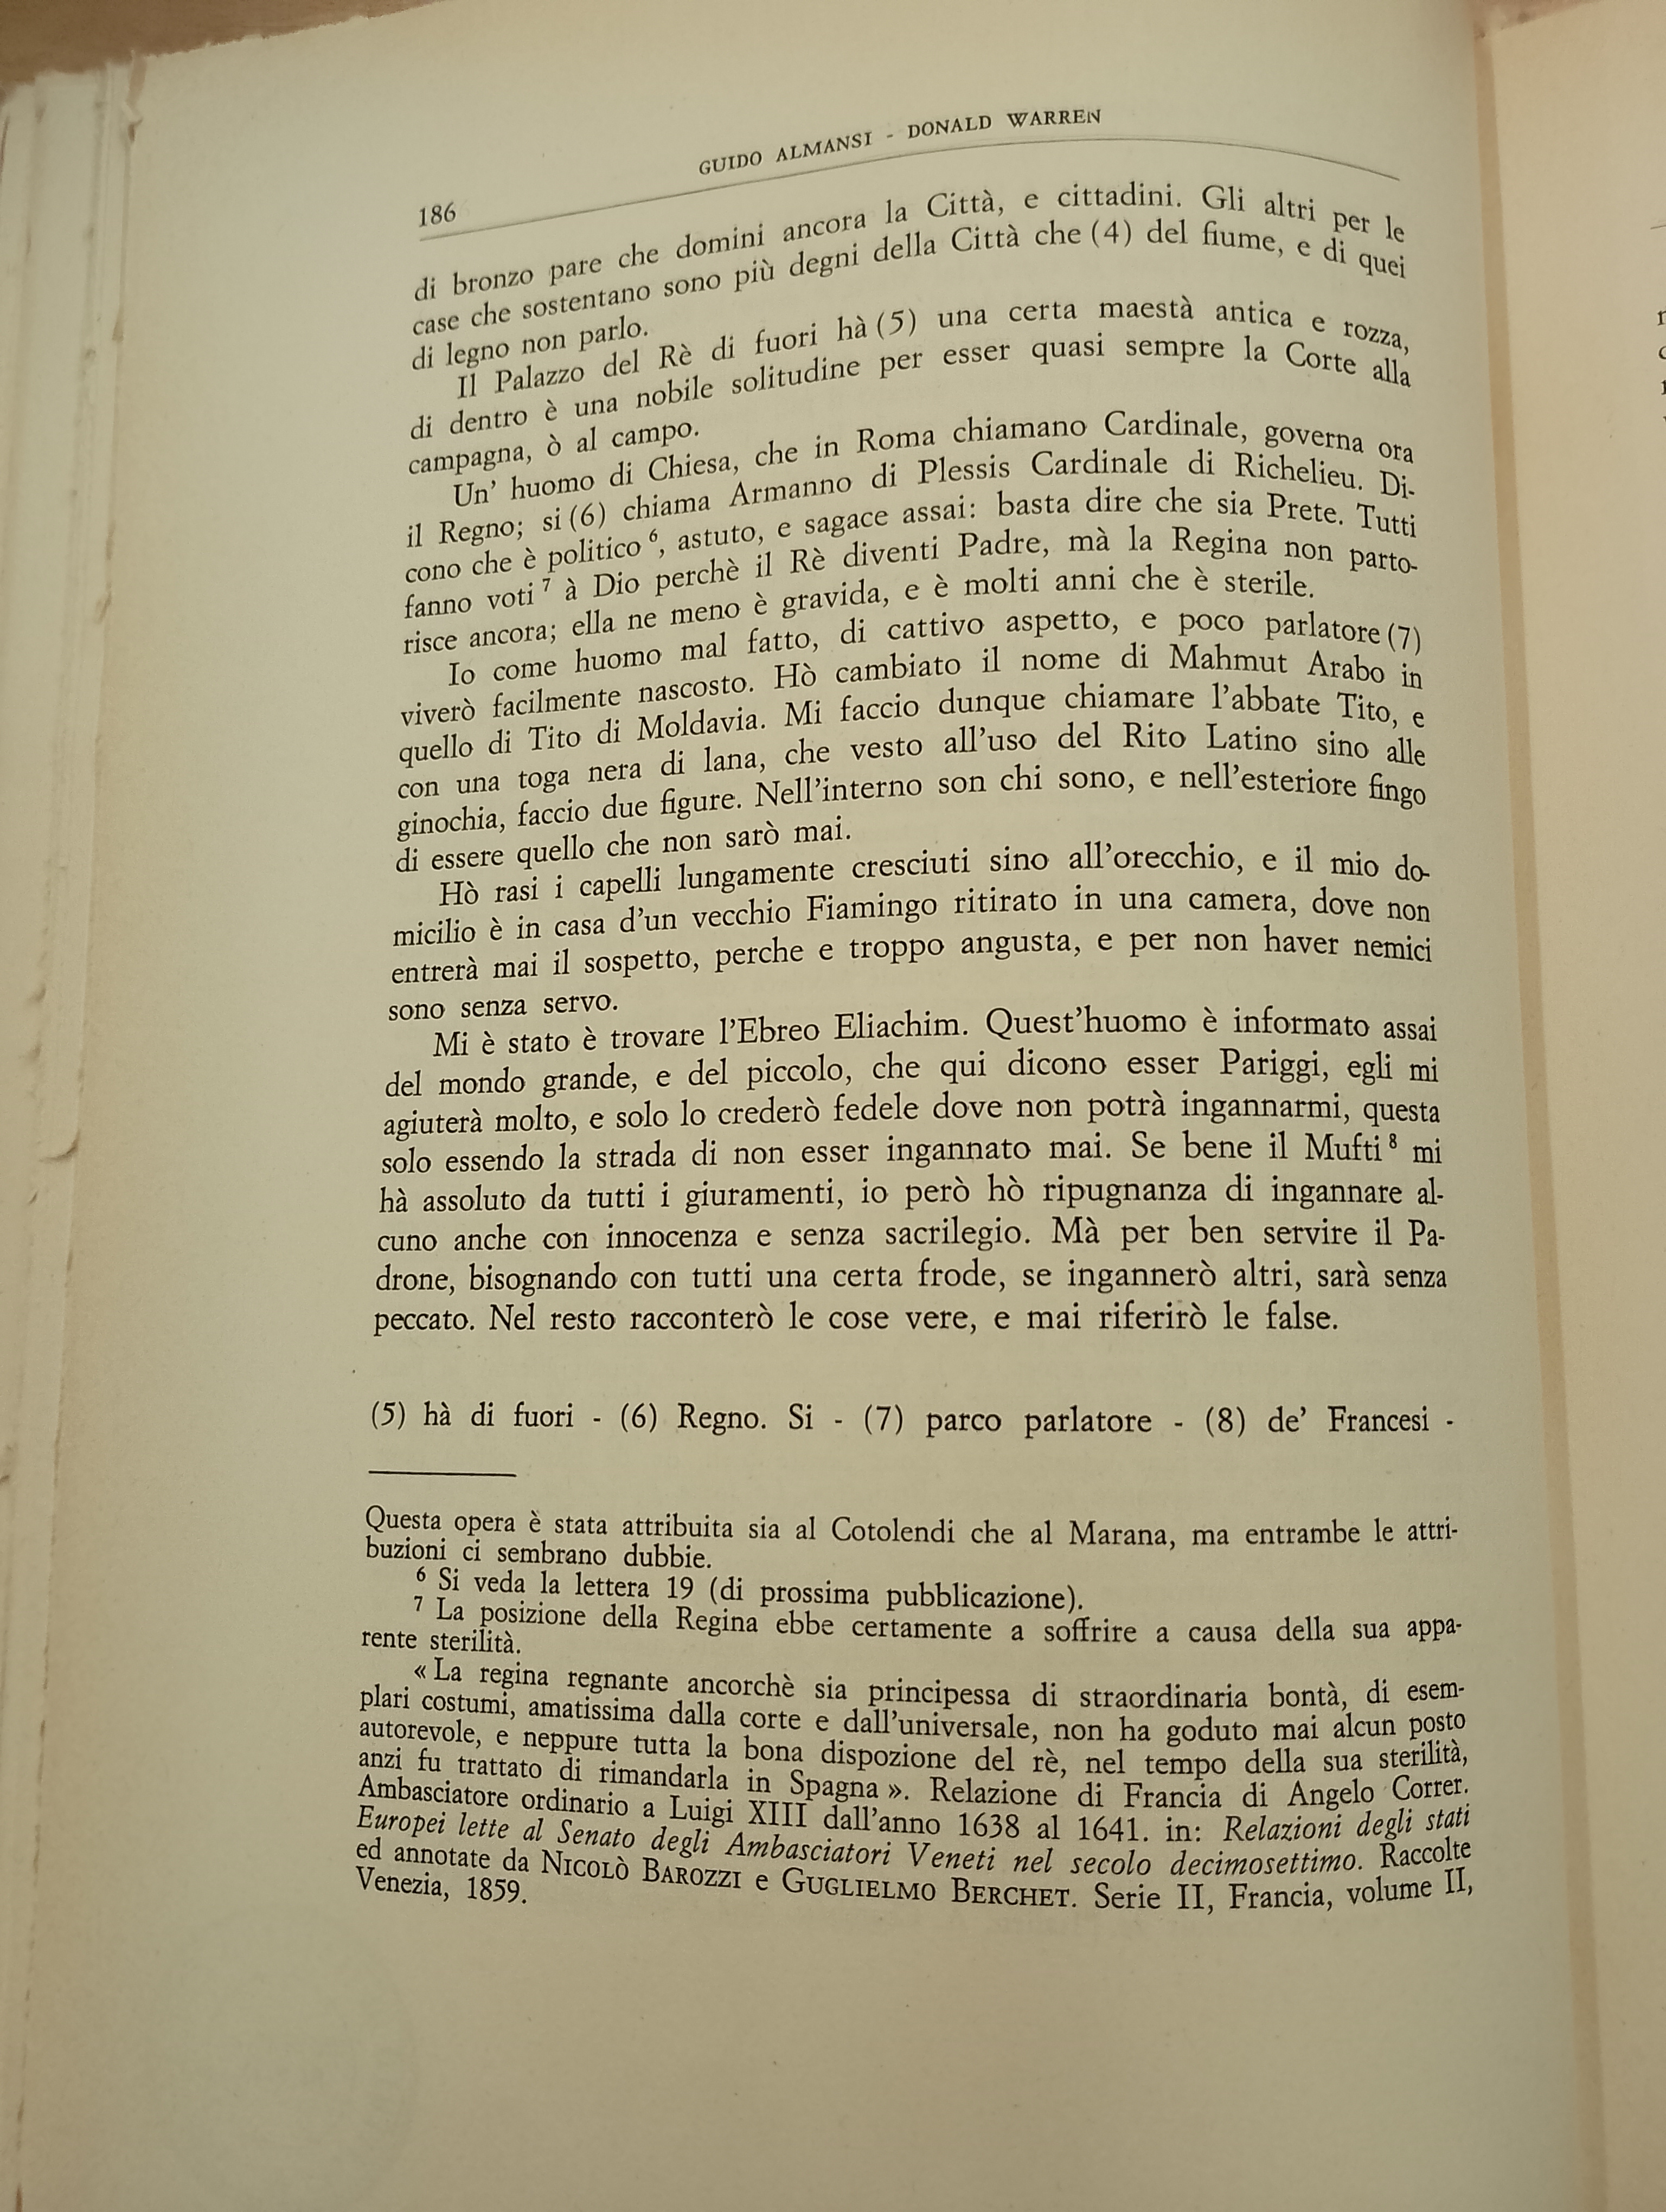 GUIDO ALMANSI - DONALD WARREN
186
di bronzo pare che domini ancora la Città, e cittadini. Gli altri per le
case che sostentano sono più degni della Città che (4) del fiume, e di quei
di legno non parlo.
Il Palazzo del Rè di fuori hà (5) una certa maestà antica e rozza,
di dentro è una nobile solitudine per esser quasi sempre la Corte alla
campagna, ò al campo.
Un' huomo di Chiesa, che in Roma chiamano Cardinale, governa ora
il Regno; si (6) chiama Armanno di Plessis Cardinale di Richelieu. Di-
cono che è politico ⁶, astuto, e sagace assai: basta dire che sia Prete. Tutti
fanno voti ⁷ à Dio perchè il Rè diventi Padre, mà la Regina non parto-
risce ancora; ella ne meno è gravida, e è molti anni che è sterile.
Io come huomo mal fatto, di cattivo aspetto, e poco parlatore (7)
viverò facilmente nascosto. Hò cambiato il nome di Mahmut Arabo in
quello di Tito di Moldavia. Mi faccio dunque chiamare l'abbate Tito, e
con una toga nera di lana, che vesto all'uso del Rito Latino sino alle
ginochia, faccio due figure. Nell'interno son chi sono, e nell'esteriore fingo
di essere quello che non sarò mai.
Hò rasi i capelli lungamente cresciuti sino all'orecchio, e il mio do-
micilio è in casa d'un vecchio Fiamingo ritirato in una camera, dove non
entrerà mai il sospetto, perche e troppo angusta, e per non haver nemici
sono senza servo.
Mi è stato è trovare l'Ebreo Eliachim. Quest'huomo è informato assai
del mondo grande, e del piccolo, che qui dicono esser Pariggi, egli mi
agiuterà molto, e solo lo crederò fedele dove non potrà ingannarmi, questa
solo essendo la strada di non esser ingannato mai. Se bene il Mufti ⁸ mi
hà assoluto da tutti i giuramenti, io però hò ripugnanza di ingannare al-
cuno anche con innocenza e senza sacrilegio. Mà per ben servire il Pa-
drone, bisognando con tutti una certa frode, se ingannerò altri, sarà senza
peccato. Nel resto racconterò le cose vere, e mai riferirò le false.
(5) hà di fuori - (6) Regno. Si - (7) parco parlatore - (8) de' Francesi -
Questa opera è stata attribuita sia al Cotolendi che al Marana, ma entrambe le attri-
buzioni ci sembrano dubbie.
⁶ Si veda la lettera 19 (di prossima pubblicazione).
⁷ La posizione della Regina ebbe certamente a soffrire a causa della sua appa-
rente sterilità.
« La regina regnante ancorchè sia principessa di straordinaria bontà, di esem-
plari costumi, amatissima dalla corte e dall'universale, non ha goduto mai alcun posto
autorevole, e neppure tutta la bona dispozione del rè, nel tempo della sua sterilità,
anzi fu trattato di rimandarla in Spagna ». Relazione di Francia di Angelo Correr.
Ambasciatore ordinario a Luigi XIII dall'anno 1638 al 1641. in: Relazioni degli stati
Europei lette al Senato degli Ambasciatori Veneti nel secolo decimosettimo. Raccolte
ed annotate da NICOLÒ BAROZZI e GUGLIELMO BERCHET. Serie II, Francia, volume II,
Venezia, 1859.